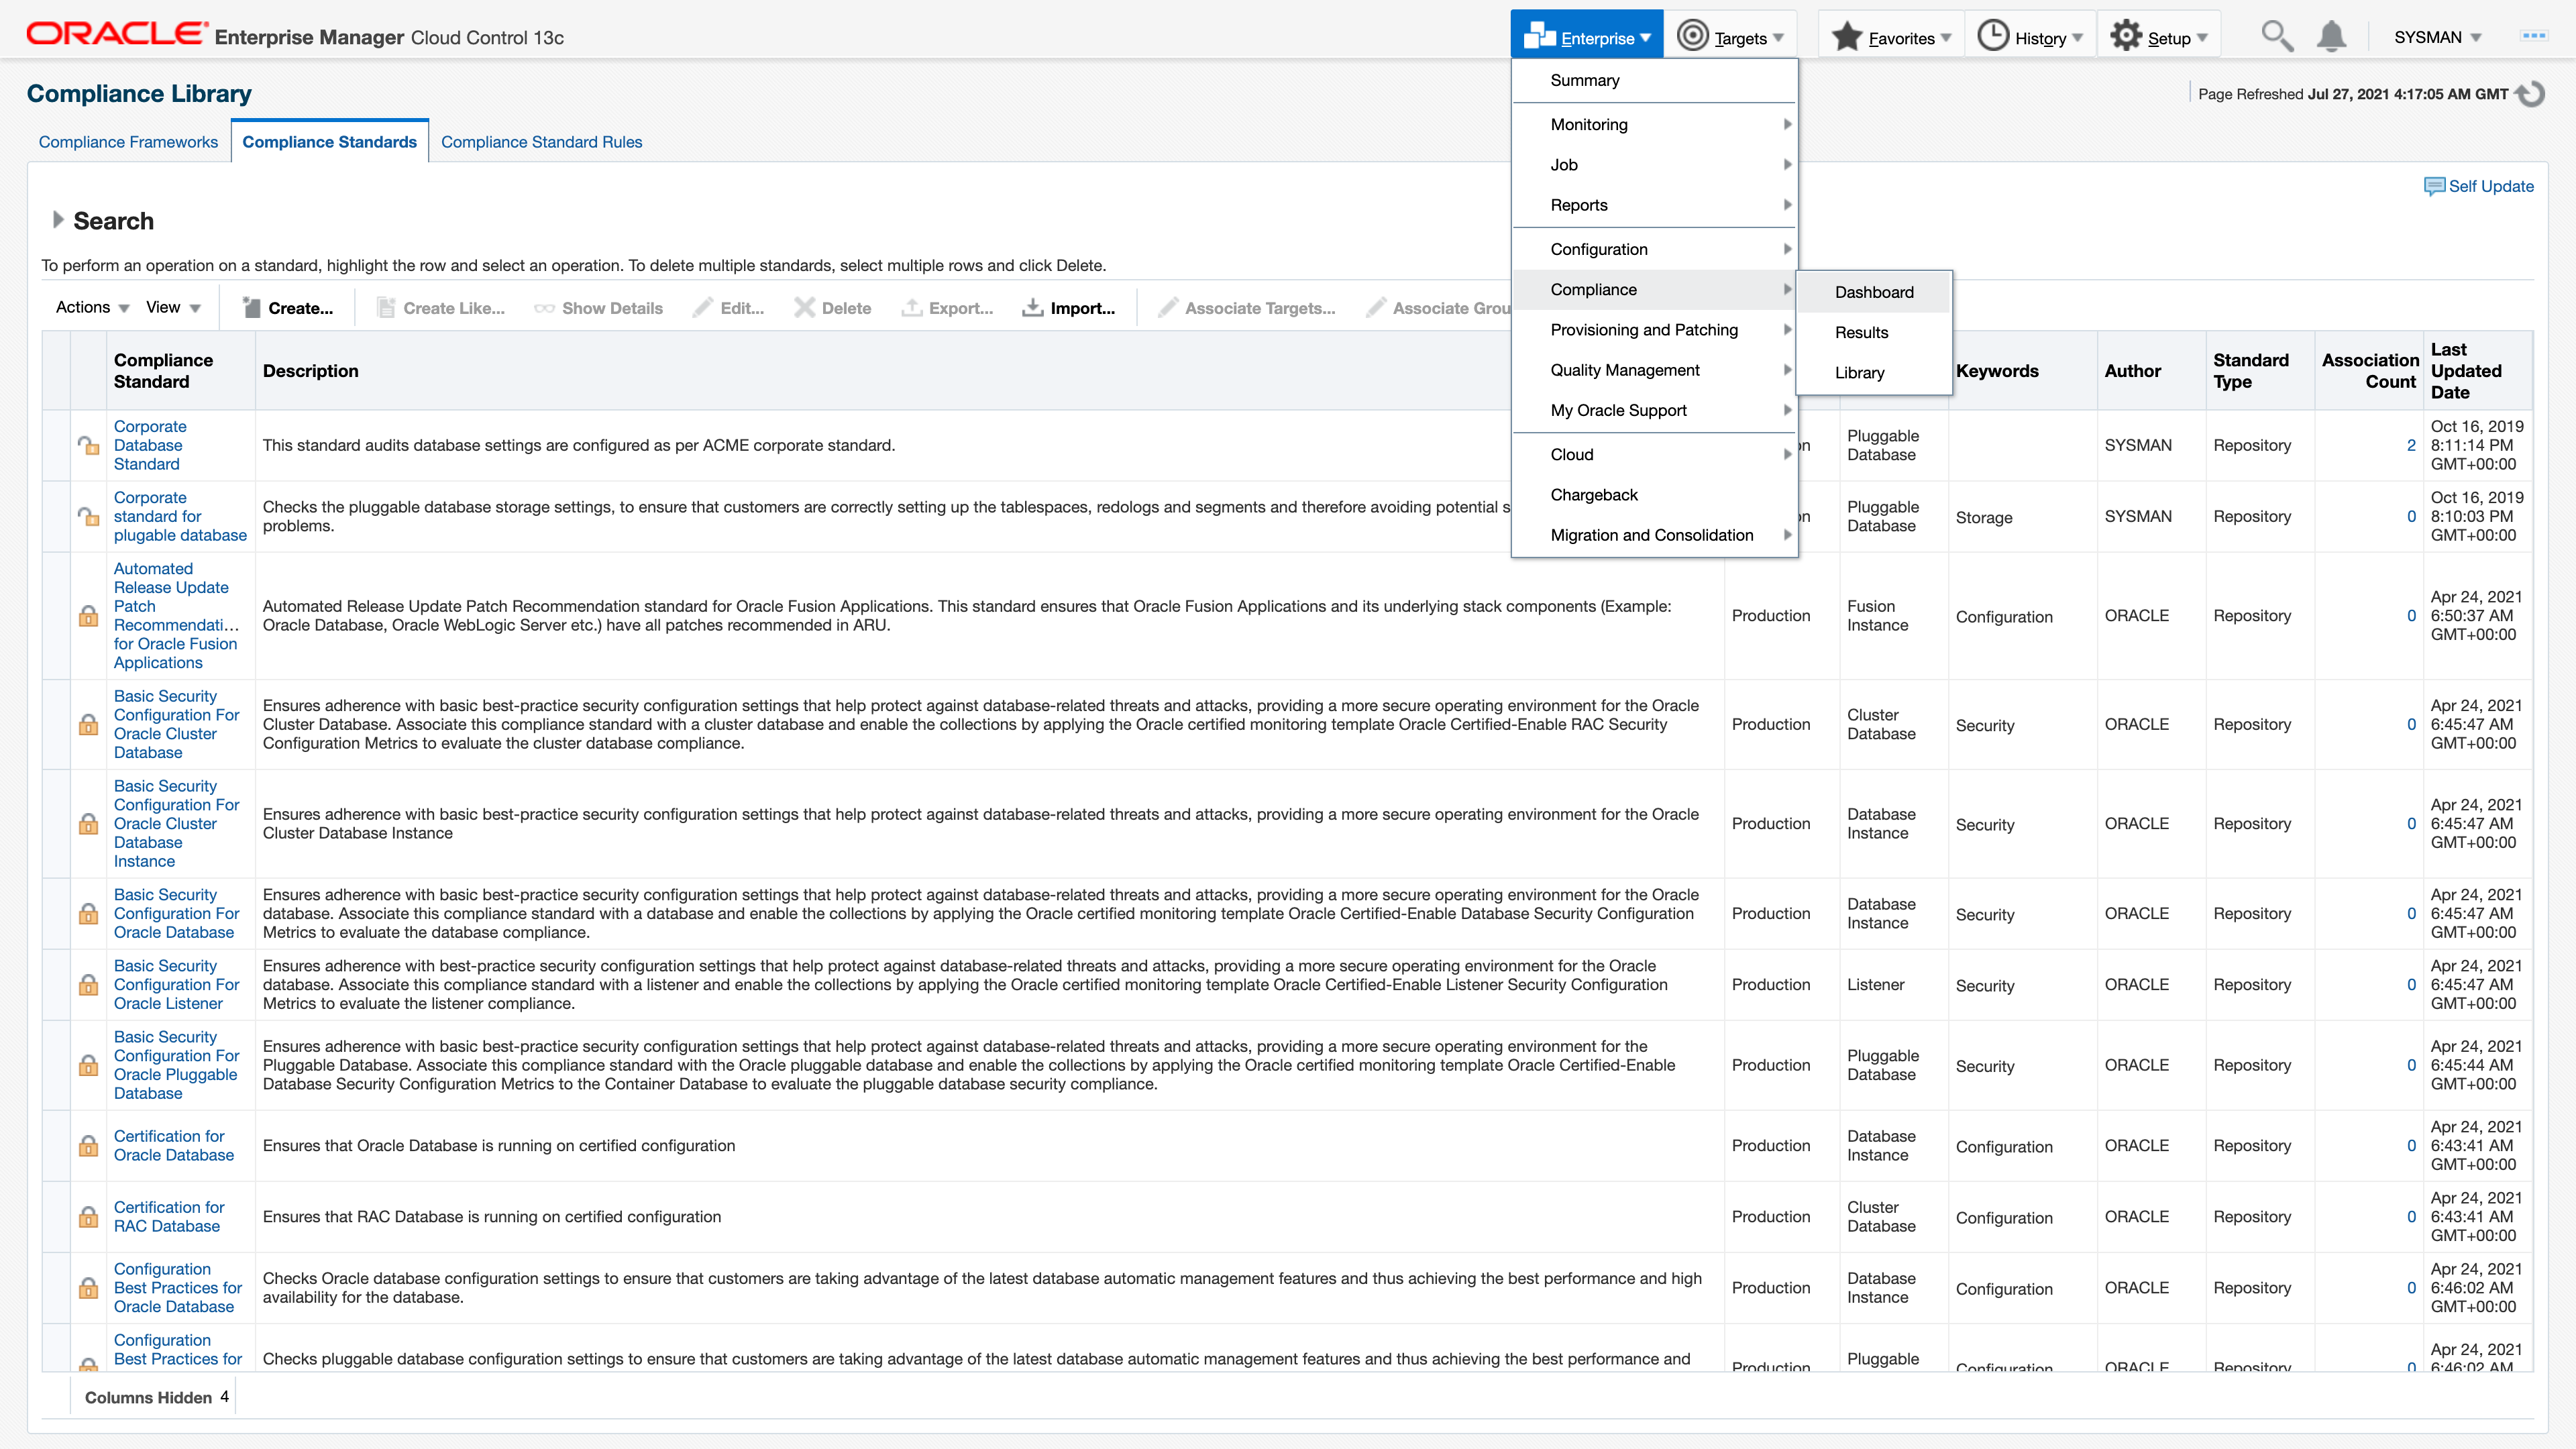 ORACLE Enterprise Manager Cloud Control 13c
Enterprise
Targets
Favorites
History
Setup
SYSMAN
Compliance Library
Page Refreshed Jul 27, 2021 4:17:05 AM GMT
Compliance Frameworks
Compliance Standards
Compliance Standard Rules
Self Update
Search
To perform an operation on a standard, highlight the row and select an operation. To delete multiple standards, select multiple rows and click Delete.
Actions
View
Create...
Create Like...
Show Details
Edit...
Delete
Export...
Import...
Associate Targets...
Associate Grou
Summary
Monitoring
Job
Reports
Configuration
Compliance
Provisioning and Patching
Quality Management
My Oracle Support
Cloud
Chargeback
Migration and Consolidation
Dashboard
Results
Library
Compliance
Standard
Description
Keywords
Author
Standard
Type
Association
Count
Last
Updated
Date
Corporate
Database
Standard
This standard audits database settings are configured as per ACME corporate standard.
on
Pluggable
Database
SYSMAN
Repository
2
Oct 16, 2019
8:11:14 PM
GMT+00:00
Corporate
standard for
plugable database
Checks the pluggable database storage settings, to ensure that customers are correctly setting up the tablespaces, redologs and segments and therefore avoiding potential s
problems.
on
Pluggable
Database
Storage
SYSMAN
Repository
0
Oct 16, 2019
8:10:03 PM
GMT+00:00
Automated
Release Update
Patch
Recommendati...
for Oracle Fusion
Applications
Automated Release Update Patch Recommendation standard for Oracle Fusion Applications. This standard ensures that Oracle Fusion Applications and its underlying stack components (Example:
Oracle Database, Oracle WebLogic Server etc.) have all patches recommended in ARU.
Production
Fusion
Instance
Configuration
ORACLE
Repository
0
Apr 24, 2021
6:50:37 AM
GMT+00:00
Basic Security
Configuration For
Oracle Cluster
Database
Ensures adherence with basic best-practice security configuration settings that help protect against database-related threats and attacks, providing a more secure operating environment for the Oracle
Cluster Database. Associate this compliance standard with a cluster database and enable the collections by applying the Oracle certified monitoring template Oracle Certified-Enable RAC Security
Configuration Metrics to evaluate the cluster database compliance.
Production
Cluster
Database
Security
ORACLE
Repository
0
Apr 24, 2021
6:45:47 AM
GMT+00:00
Basic Security
Configuration For
Oracle Cluster
Database
Instance
Ensures adherence with basic best-practice security configuration settings that help protect against database-related threats and attacks, providing a more secure operating environment for the Oracle
Cluster Database Instance
Production
Database
Instance
Security
ORACLE
Repository
0
Apr 24, 2021
6:45:47 AM
GMT+00:00
Basic Security
Configuration For
Oracle Database
Ensures adherence with basic best-practice security configuration settings that help protect against database-related threats and attacks, providing a more secure operating environment for the Oracle
database. Associate this compliance standard with a database and enable the collections by applying the Oracle certified monitoring template Oracle Certified-Enable Database Security Configuration
Metrics to evaluate the database compliance.
Production
Database
Instance
Security
ORACLE
Repository
0
Apr 24, 2021
6:45:47 AM
GMT+00:00
Basic Security
Configuration For
Oracle Listener
Ensures adherence with best-practice security configuration settings that help protect against database-related threats and attacks, providing a more secure operating environment for the Oracle
database. Associate this compliance standard with a listener and enable the collections by applying the Oracle certified monitoring template Oracle Certified-Enable Listener Security Configuration
Metrics to evaluate the listener compliance.
Production
Listener
Security
ORACLE
Repository
0
Apr 24, 2021
6:45:47 AM
GMT+00:00
Basic Security
Configuration For
Oracle Pluggable
Database
Ensures adherence with basic best-practice security configuration settings that help protect against database-related threats and attacks, providing a more secure operating environment for the
Pluggable Database. Associate this compliance standard with the Oracle pluggable database and enable the collections by applying the Oracle certified monitoring template Oracle Certified-Enable
Database Security Configuration Metrics to the Container Database to evaluate the pluggable database security compliance.
Production
Pluggable
Database
Security
ORACLE
Repository
0
Apr 24, 2021
6:45:44 AM
GMT+00:00
Certification for
Oracle Database
Ensures that Oracle Database is running on certified configuration
Production
Database
Instance
Configuration
ORACLE
Repository
0
Apr 24, 2021
6:43:41 AM
GMT+00:00
Certification for
RAC Database
Ensures that RAC Database is running on certified configuration
Production
Cluster
Database
Configuration
ORACLE
Repository
0
Apr 24, 2021
6:43:41 AM
GMT+00:00
Configuration
Best Practices for
Oracle Database
Checks Oracle database configuration settings to ensure that customers are taking advantage of the latest database automatic management features and thus achieving the best performance and high
availability for the database.
Production
Database
Instance
Configuration
ORACLE
Repository
0
Apr 24, 2021
6:46:02 AM
GMT+00:00
Configuration
Best Practices for
Checks pluggable database configuration settings to ensure that customers are taking advantage of the latest database automatic management features and thus achieving the best performance and
Production
Pluggable
Configuration
ORACLE
Repository
0
Apr 24, 2021
6:46:02 AM
Columns Hidden 4